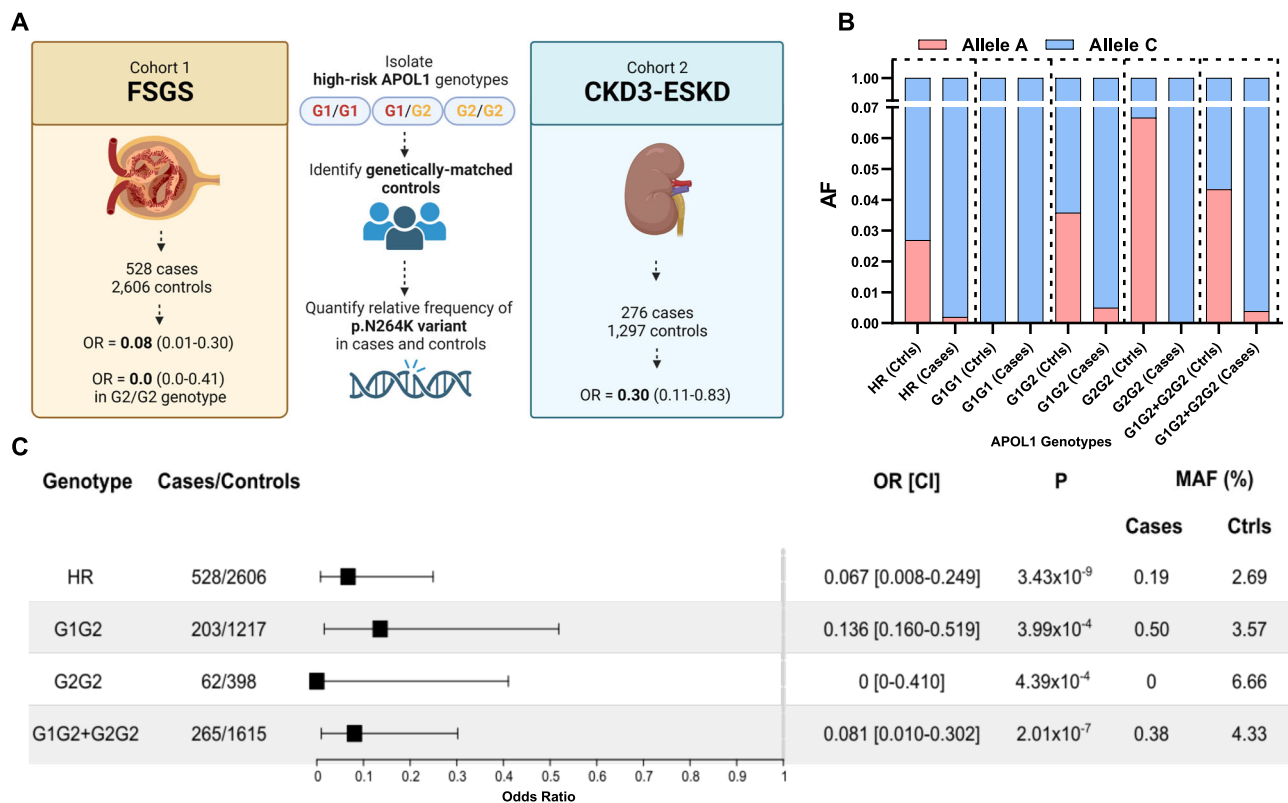 A
Cohort 1
FSGS
528 cases
2,606 controls
OR = 0.08 (0.01-0.30)
OR = 0.0 (0.0-0.41)
in G2/G2 genotype
Isolate
high-risk APOL1 genotypes
G1/G1 G1/G2 G2/G2
Identify genetically-matched
controls
Quantify relative frequency of
p.N264K variant
in cases and controls
Cohort 2
CKD3-ESKD
276 cases
1,297 controls
OR = 0.30 (0.11-0.83)
B
Allele A Allele C
AF
1.00
0.07
0.06
0.05
0.04
0.03
0.02
0.01
0.00
HR (Ctrls)
HR (Cases)
G1G1 (Ctrls)
G1G1 (Cases)
G1G2 (Ctrls)
G1G2 (Cases)
G2G2 (Ctrls)
G2G2 (Cases)
G1G2+G2G2 (Ctrls)
G1G2+G2G2 (Cases)
APOL1 Genotypes
C
Genotype Cases/Controls OR [CI] P MAF (%)
Cases Ctrls
HR 528/2606 0.067 [0.008-0.249] 3.43x10-9 0.19 2.69
G1G2 203/1217 0.136 [0.160-0.519] 3.99x10-4 0.50 3.57
G2G2 62/398 0 [0-0.410] 4.39x10-4 0 6.66
G1G2+G2G2 265/1615 0.081 [0.010-0.302] 2.01x10-7 0.38 4.33
0 0.1 0.2 0.3 0.4 0.5 0.6 0.7 0.8 0.9 1
Odds Ratio